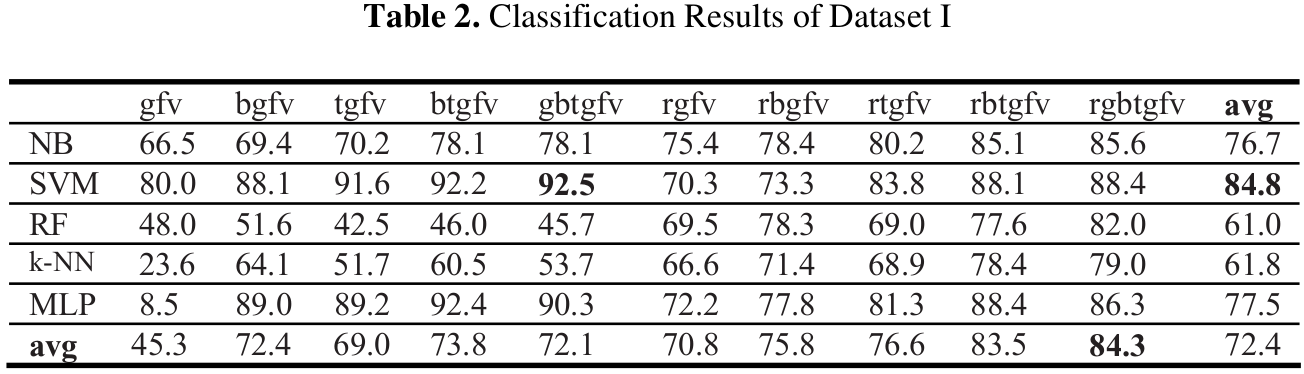 Table 2. Classification Results of Dataset I
gfv bgfv tgfv btgfv gbtgfv rgfv rbgfv rtgfv rbtgfv rgbtgfv avg
NB 66.5 69.4 70.2 78.1 78.1 75.4 78.4 80.2 85.1 85.6 76.7
SVM 80.0 88.1 91.6 92.2 92.5 70.3 73.3 83.8 88.1 88.4 84.8
RF 48.0 51.6 42.5 46.0 45.7 69.5 78.3 69.0 77.6 82.0 61.0
k-NN 23.6 64.1 51.7 60.5 53.7 66.6 71.4 68.9 78.4 79.0 61.8
MLP 8.5 89.0 89.2 92.4 90.3 72.2 77.8 81.3 88.4 86.3 77.5
avg 45.3 72.4 69.0 73.8 72.1 70.8 75.8 76.6 83.5 84.3 72.4